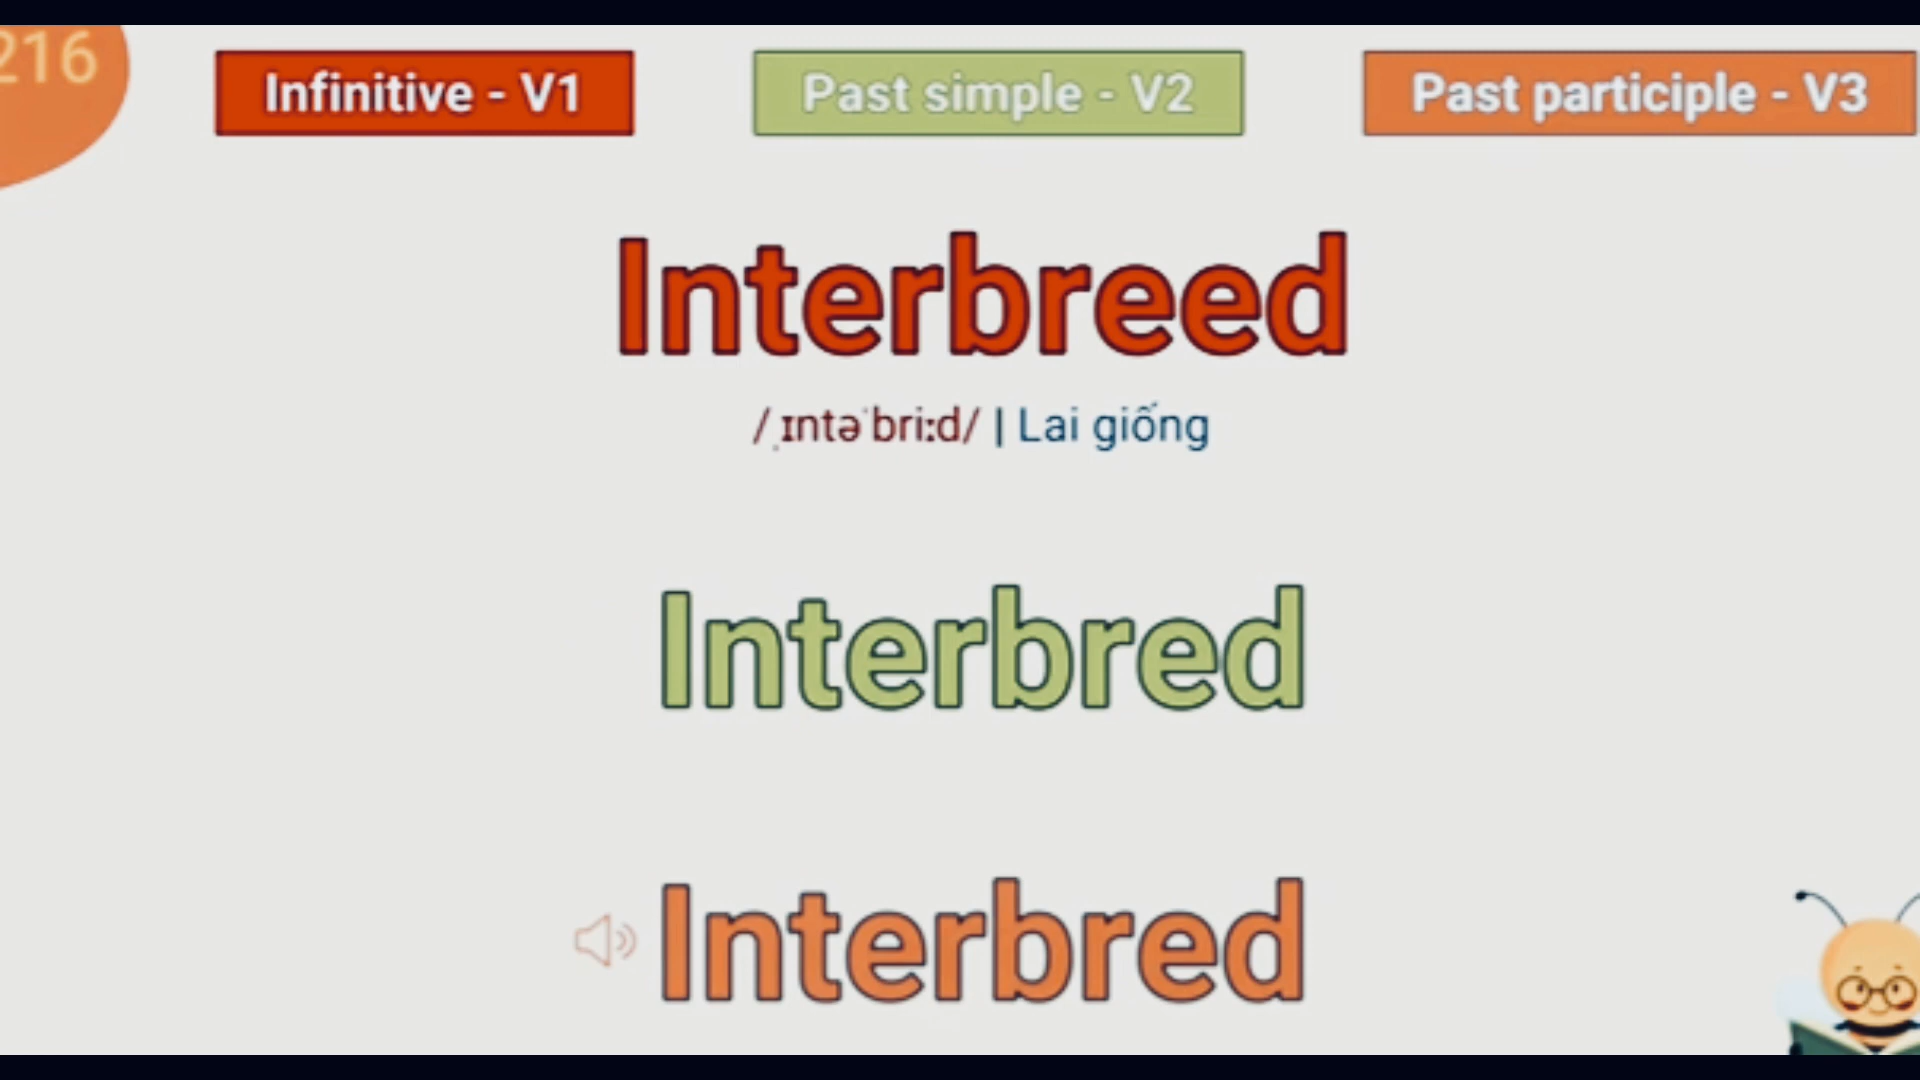 216
Infinitive - V1
Past simple - V2
Past participle - V3
Interbreed
/ˌɪntəˈbriːd/ | Lai giống
Interbred
Interbred